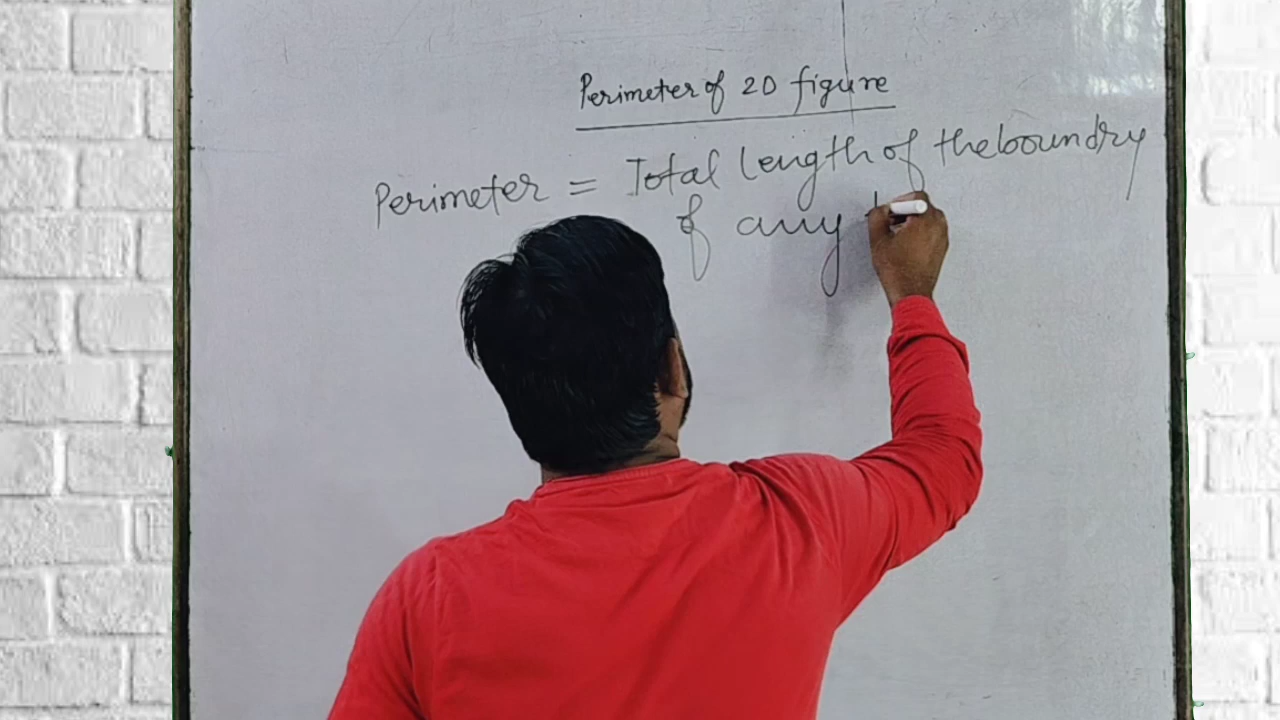 Perimeter of 2D figure
Perimeter = Total length of the boundry
of any